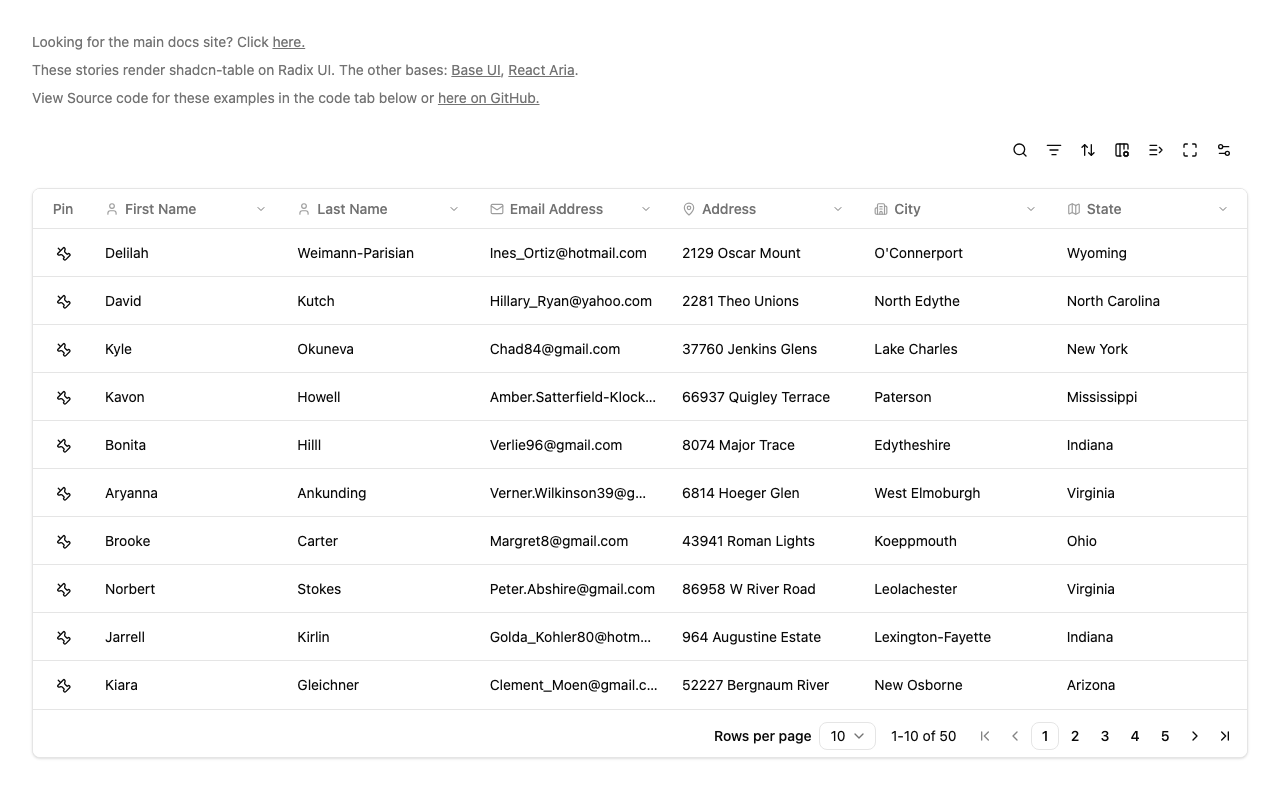 Looking for the main docs site? Click here.
These stories render shadcn-table on Radix UI. The other bases: Base UI, React Aria.
View Source code for these examples in the code tab below or here on GitHub.
Pin First Name Last Name Email Address Address City State
Delilah Weimann-Parisian Ines_Ortiz@hotmail.com 2129 Oscar Mount O'Connerport Wyoming
David Kutch Hillary_Ryan@yahoo.com 2281 Theo Unions North Edythe North Carolina
Kyle Okuneva Chad84@gmail.com 37760 Jenkins Glens Lake Charles New York
Kavon Howell Amber.Satterfield-Klock... 66937 Quigley Terrace Paterson Mississippi
Bonita Hilll Verlie96@gmail.com 8074 Major Trace Edytheshire Indiana
Aryanna Ankunding Verner.Wilkinson39@g... 6814 Hoeger Glen West Elmoburgh Virginia
Brooke Carter Margret8@gmail.com 43941 Roman Lights Koeppmouth Ohio
Norbert Stokes Peter.Abshire@gmail.com 86958 W River Road Leolachester Virginia
Jarrell Kirlin Golda_Kohler80@hotm... 964 Augustine Estate Lexington-Fayette Indiana
Kiara Gleichner Clement_Moen@gmail.c... 52227 Bergnaum River New Osborne Arizona
Rows per page 10 1-10 of 50 1 2 3 4 5